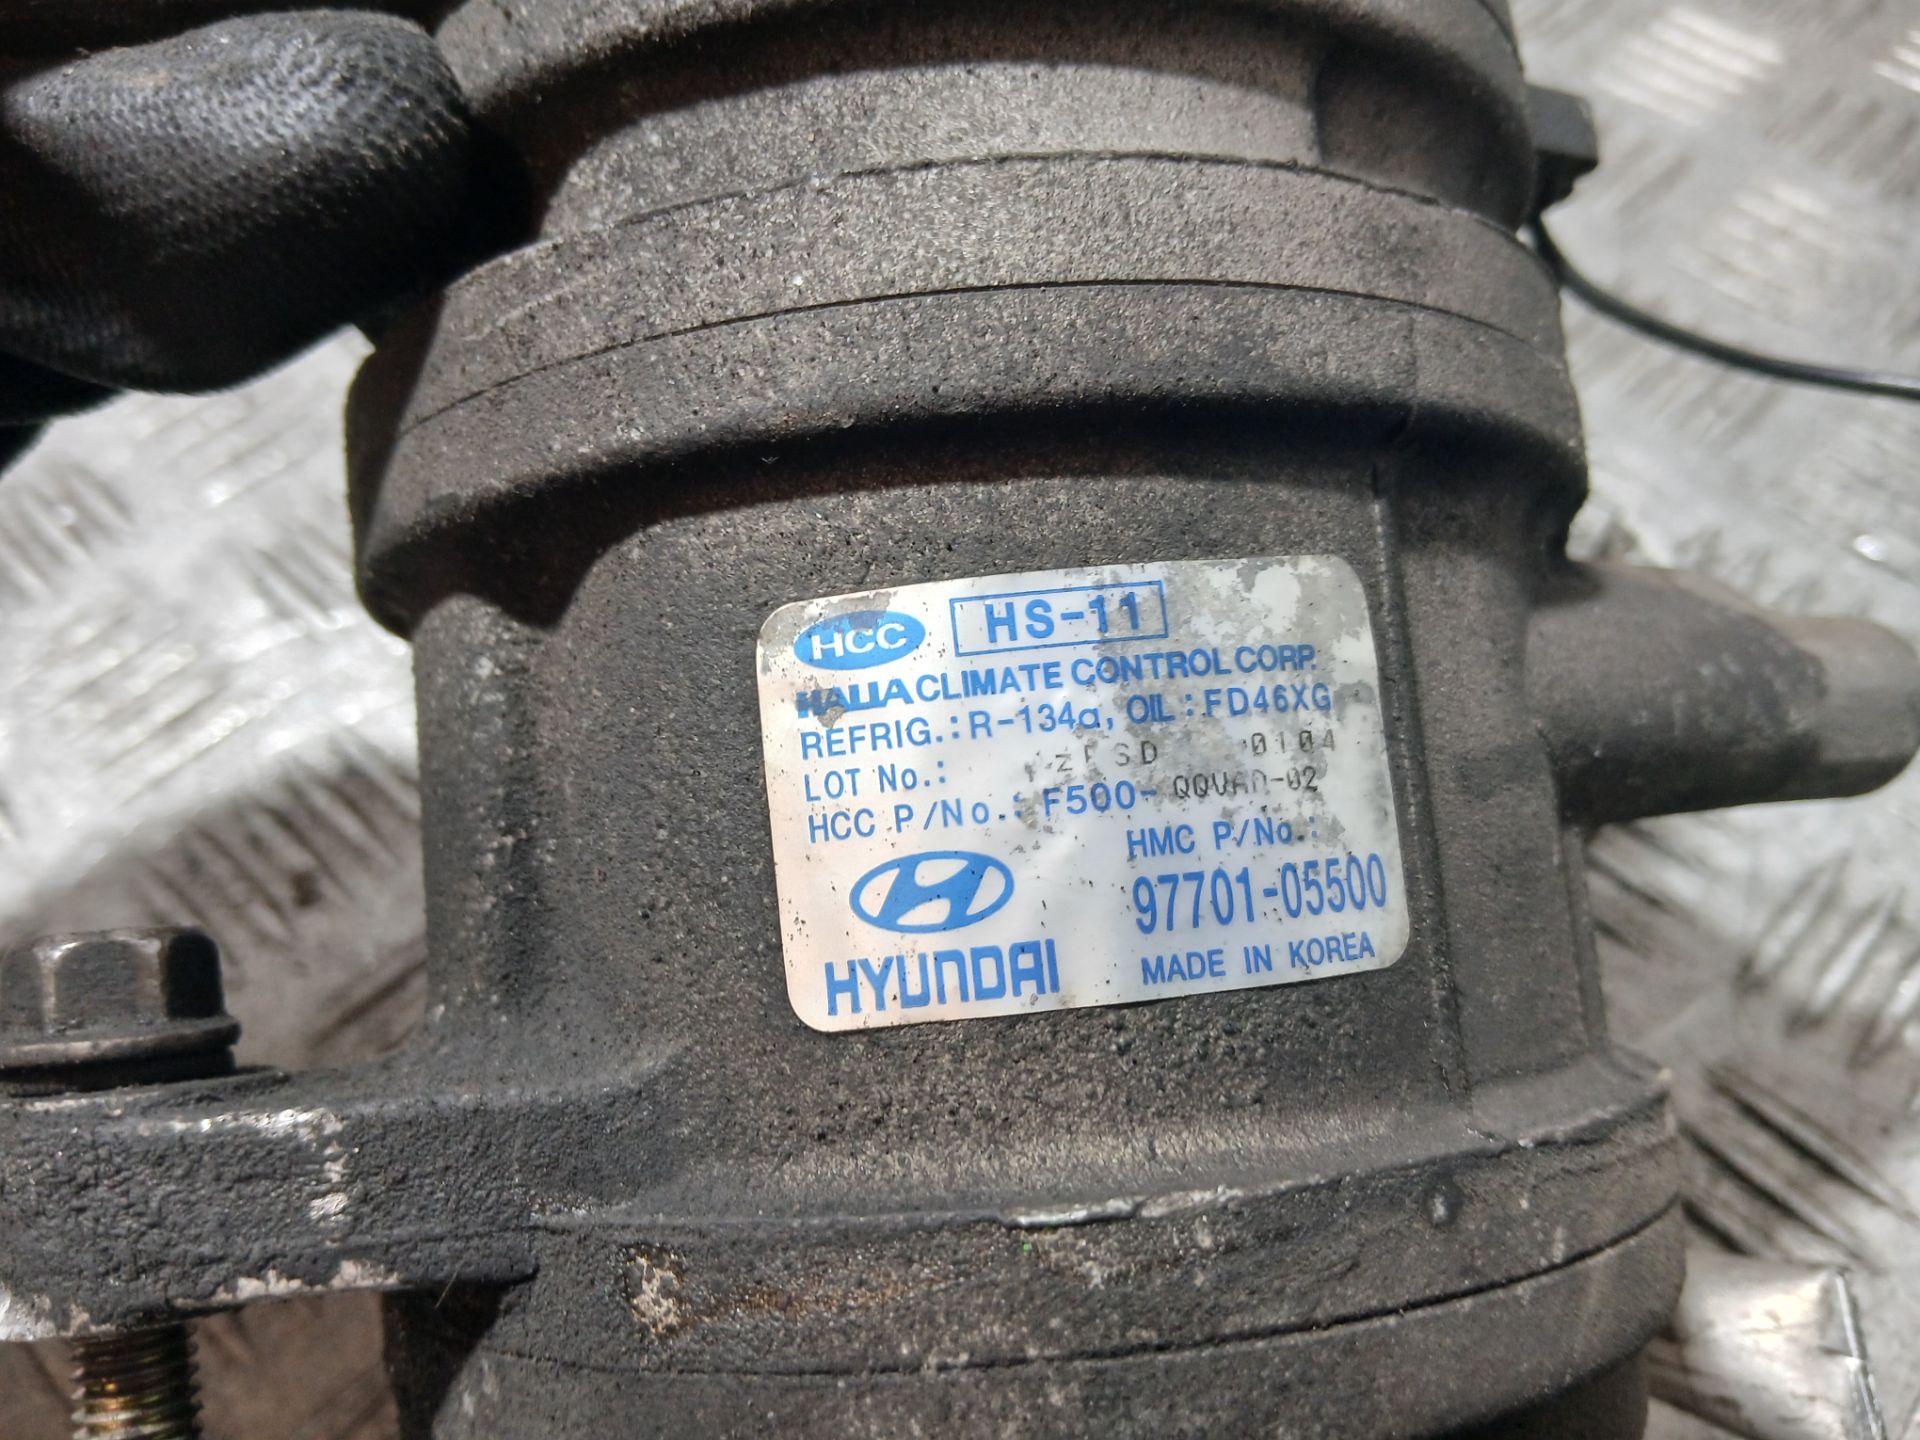 HCC HS-11
HALLA CLIMATE CONTROL CORP.
REFRIG.: R-134a, OIL : FD46XG
LOT No.: 0104
HCC P/No.: F500-
HMC P/No.:
97701-05500
HYUNDAI
MADE IN KOREA